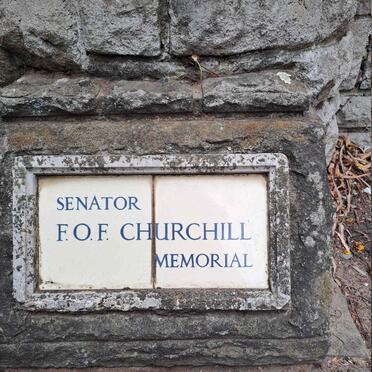 SENATOR
F.O.F. CHURCHILL
MEMORIAL